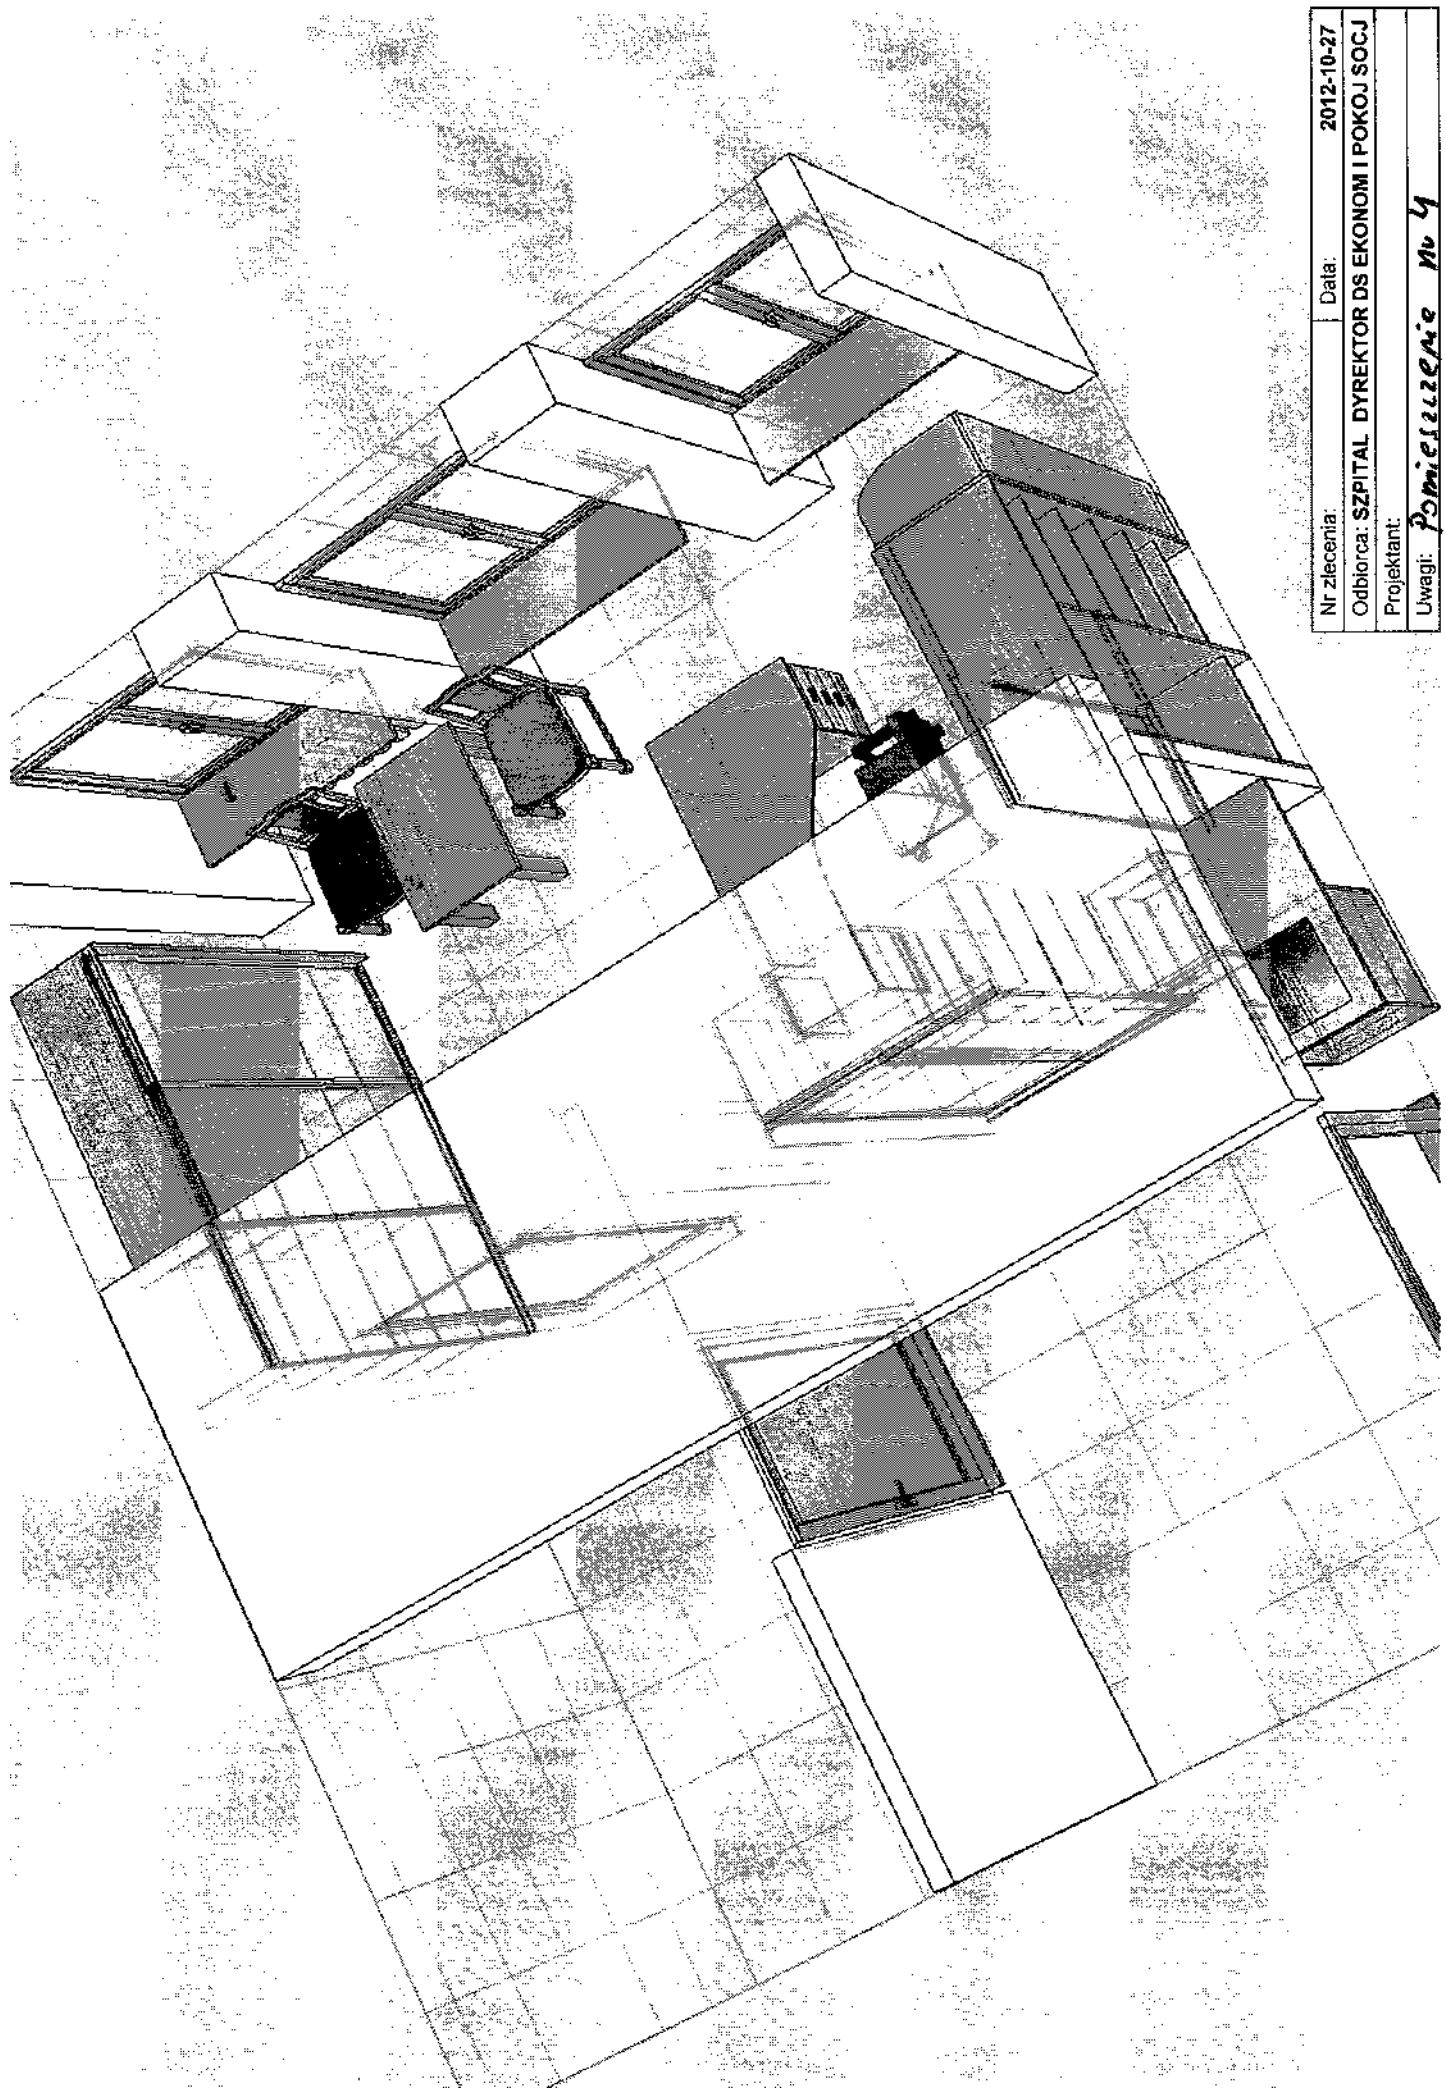 Nr zlecenia: Data: 2012-10-27
Odbiorca: SZPITAL DYREKTOR DS EKONOM I POKOJ SOCJ
Projektant:
Uwagi: Pomieszczenie nr 4